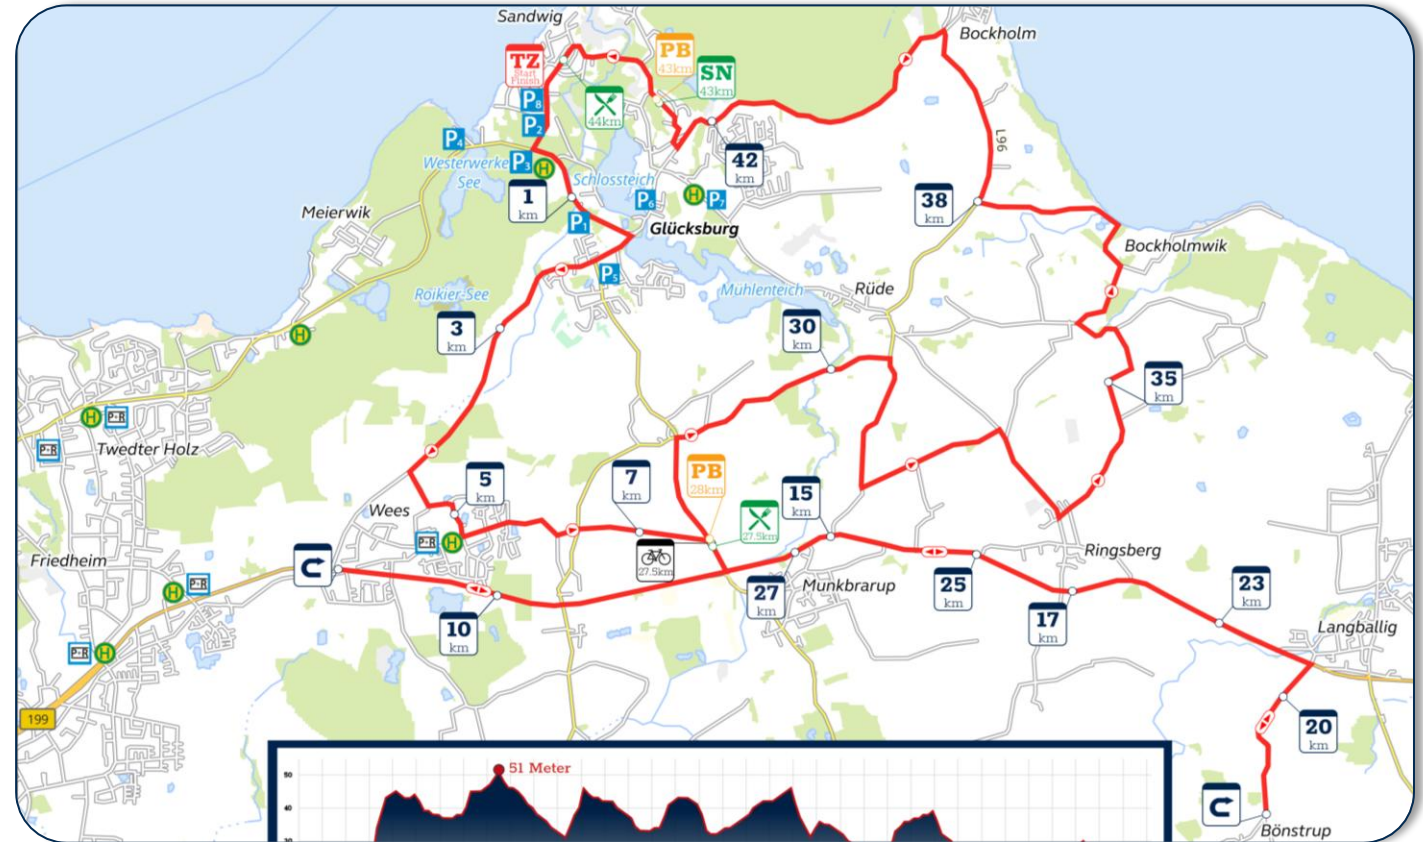 Sandwig
Bockholm
TZ
Start
Finish
PB
43km
SN
43km
P8
P2
44km
P4
L96
Westerwerker
See
P3
H
42
km
1
km
Schlossteich
P6
H
P7
38
km
Meierwik
P1
Glücksburg
Bockholmwik
P5
Roikier-See
Muhlenteich
Rüde
3
km
30
km
H
35
km
H
P+R
P+R
Twedter Holz
PB
28km
7
km
5
km
15
km
Wees
27.5km
P+R
H
27.5km
Friedheim
Ringsberg
H
P+R
27
km
Munkbrarup
25
km
23
km
10
km
17
km
Langballig
P+R
H
199
20
km
51 Meter
50
40
30
Bönstrup